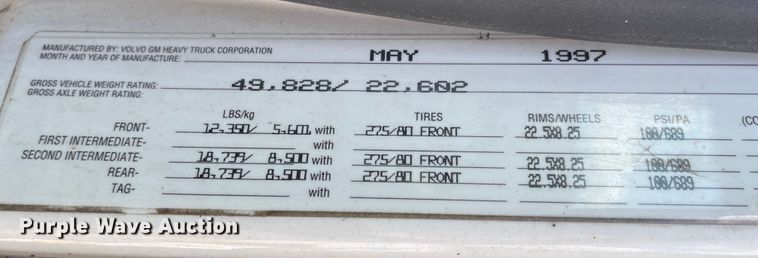 MANUFACTURED BY: VOLVO GM HEAVY TRUCK CORPORATION
MONTH AND YEAR OF MANUFACTURE: MAY 1997
GROSS VEHICLE WEIGHT RATING: 49,828/ 22,602
GROSS AXLE WEIGHT RATING:
LBS/kg TIRES RIMS/WHEELS PSI/PA (CO
FRONT- 12,350/ 5,601 with 275/80 FRONT 22.5X8.25 100/689
FIRST INTERMEDIATE- with
SECOND INTERMEDIATE- 18,739/ 8,500 with 275/80 FRONT 22.5X8.25 100/689
REAR- 18,739/ 8,500 with 275/80 FRONT 22.5X8.25 100/689
TAG- with
Purple Wave Auction